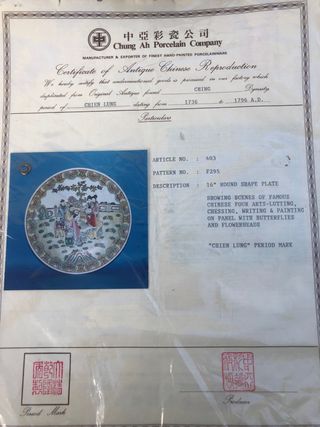 中亞彩瓷公司
Chung Ah Porcelain Company
MANUFACTURER & EXPORTER OF FINEST HAND-PAINTED PORCELAINWARE
Certificate of Antique Chinese Reproduction
We hereby certify that undermentioned goods is produced in our factory which
duplicated from Original Antique found CHING Dynasty
period of CHIEN LUNG dating from 1736 to 1796 A.D.
Particulars
ARTICLE NO. : 403
PATTERN NO. : F295
DESCRIPTION : 16" ROUND SHAPE PLATE
SHOWING SCENES OF FAMOUS
CHINESE FOUR ARTS-LUTTING,
CHESSING, WRITING & PAINTING
ON PANEL WITH BUTTERFLIES
AND FLOWERHEADS
"CHIEN LUNG" PERIOD MARK
Period Mark
Producer